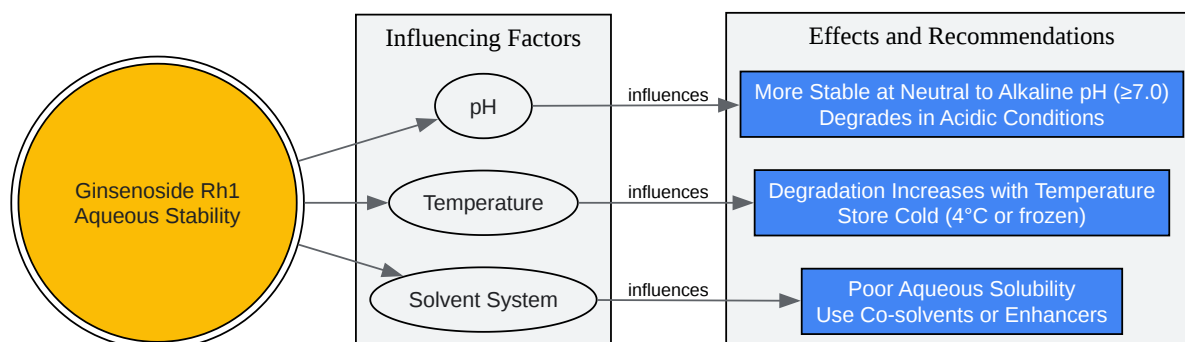 Ginsenoside Rh1
Aqueous Stability
Influencing Factors
pH
Temperature
Solvent System
influences
influences
influences
Effects and Recommendations
More Stable at Neutral to Alkaline pH (≥7.0)
Degrades in Acidic Conditions
Degradation Increases with Temperature
Store Cold (4°C or frozen)
Poor Aqueous Solubility
Use Co-solvents or Enhancers